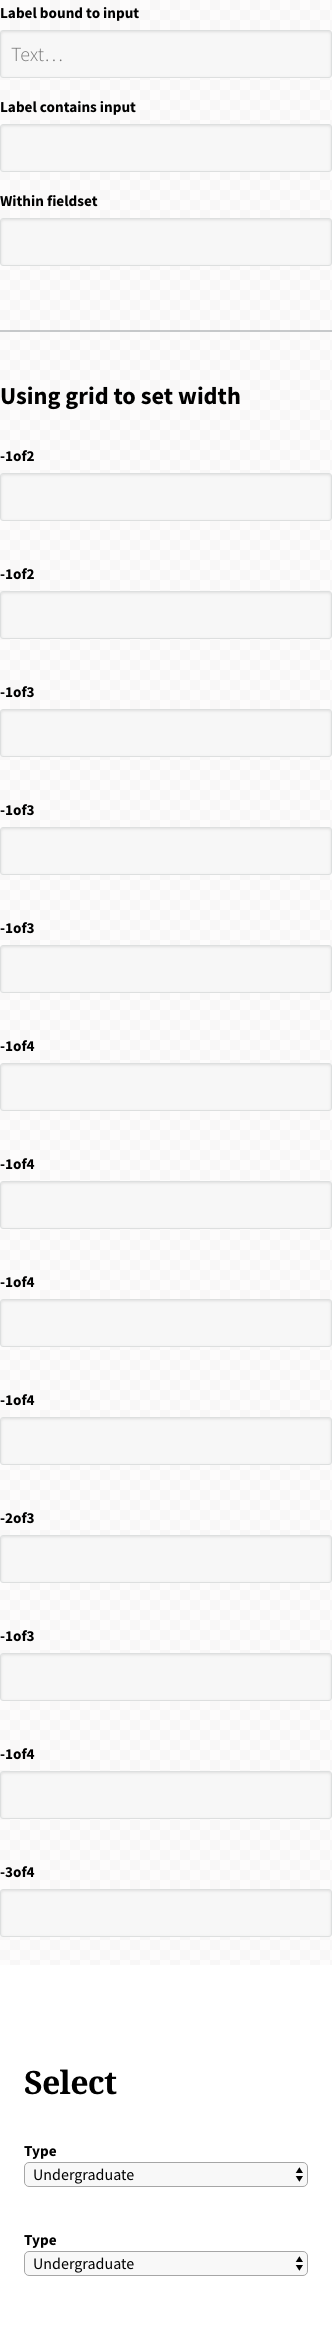 Label bound to input
Text…
Label contains input
Within fieldset
Using grid to set width
-1of2
-1of2
-1of3
-1of3
-1of3
-1of4
-1of4
-1of4
-1of4
-2of3
-1of3
-1of4
-3of4
Select
Type
Undergraduate
Type
Undergraduate